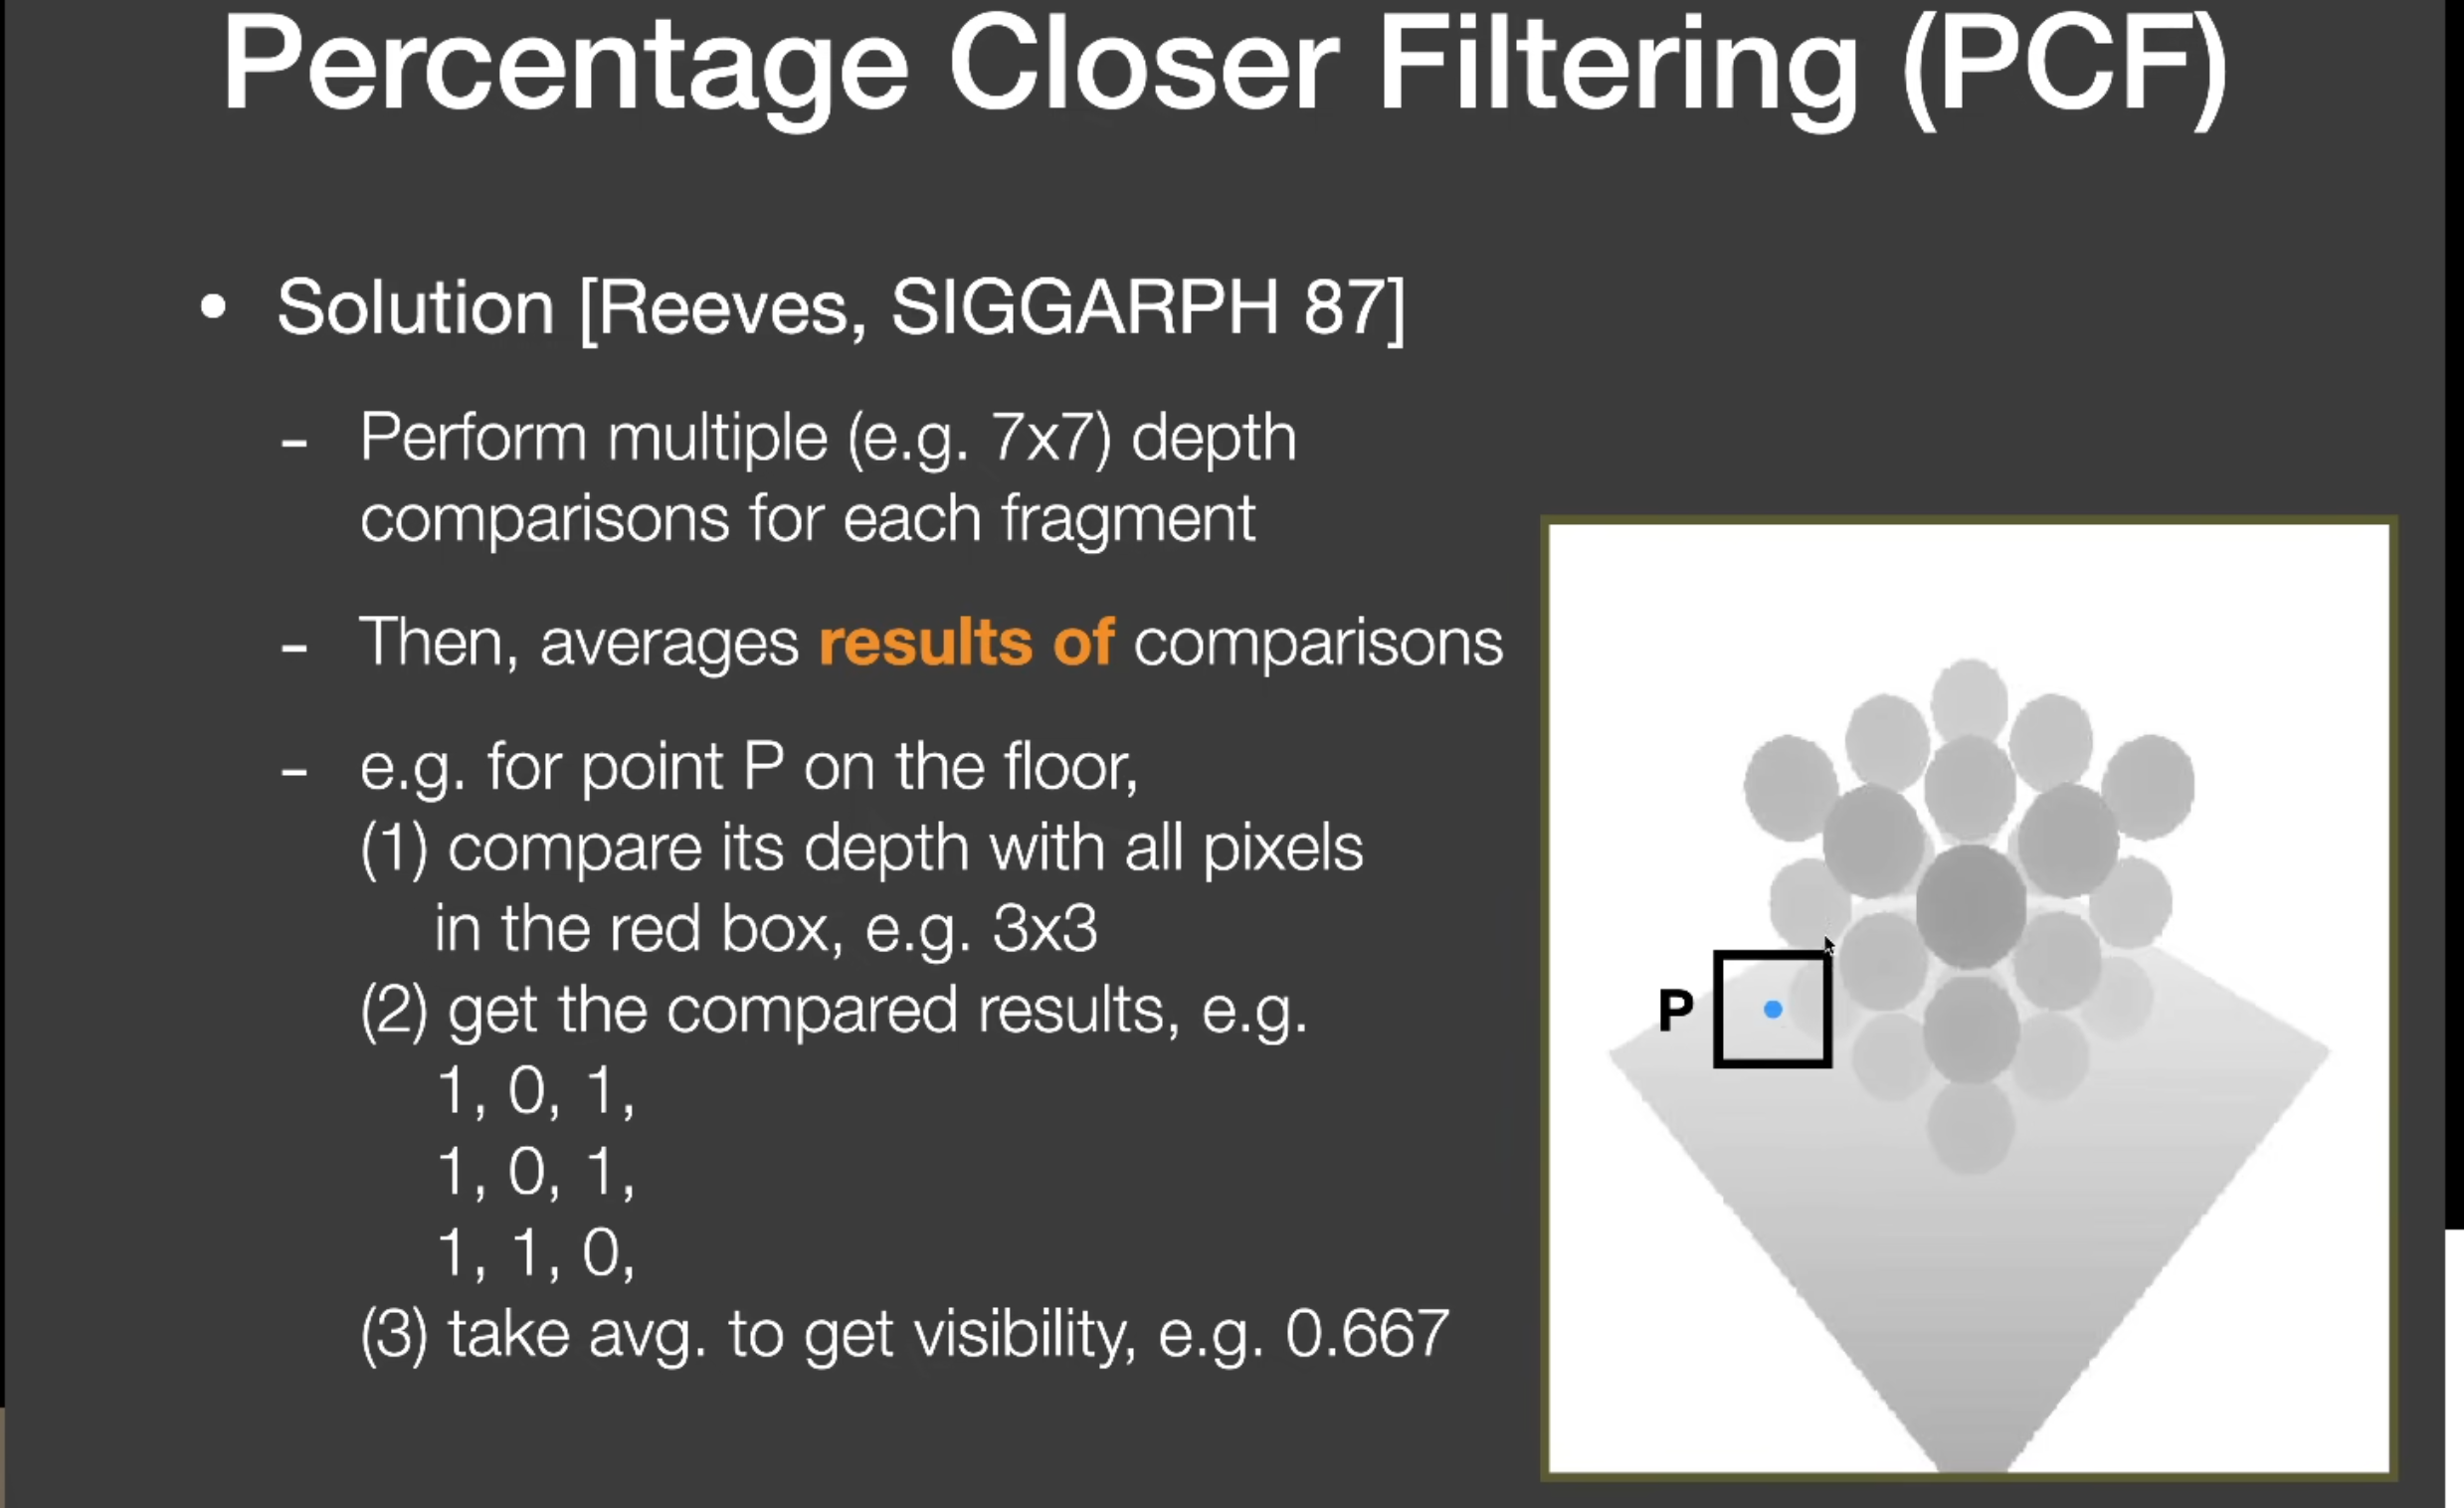 Percentage Closer Filtering (PCF)
• Solution [Reeves, SIGGARPH 87]
- Perform multiple (e.g. 7x7) depth
comparisons for each fragment
- Then, averages results of comparisons
- e.g. for point P on the floor,
(1) compare its depth with all pixels
in the red box, e.g. 3x3
(2) get the compared results, e.g.
1, 0, 1,
1, 0, 1,
1, 1, 0,
(3) take avg. to get visibility, e.g. 0.667
P